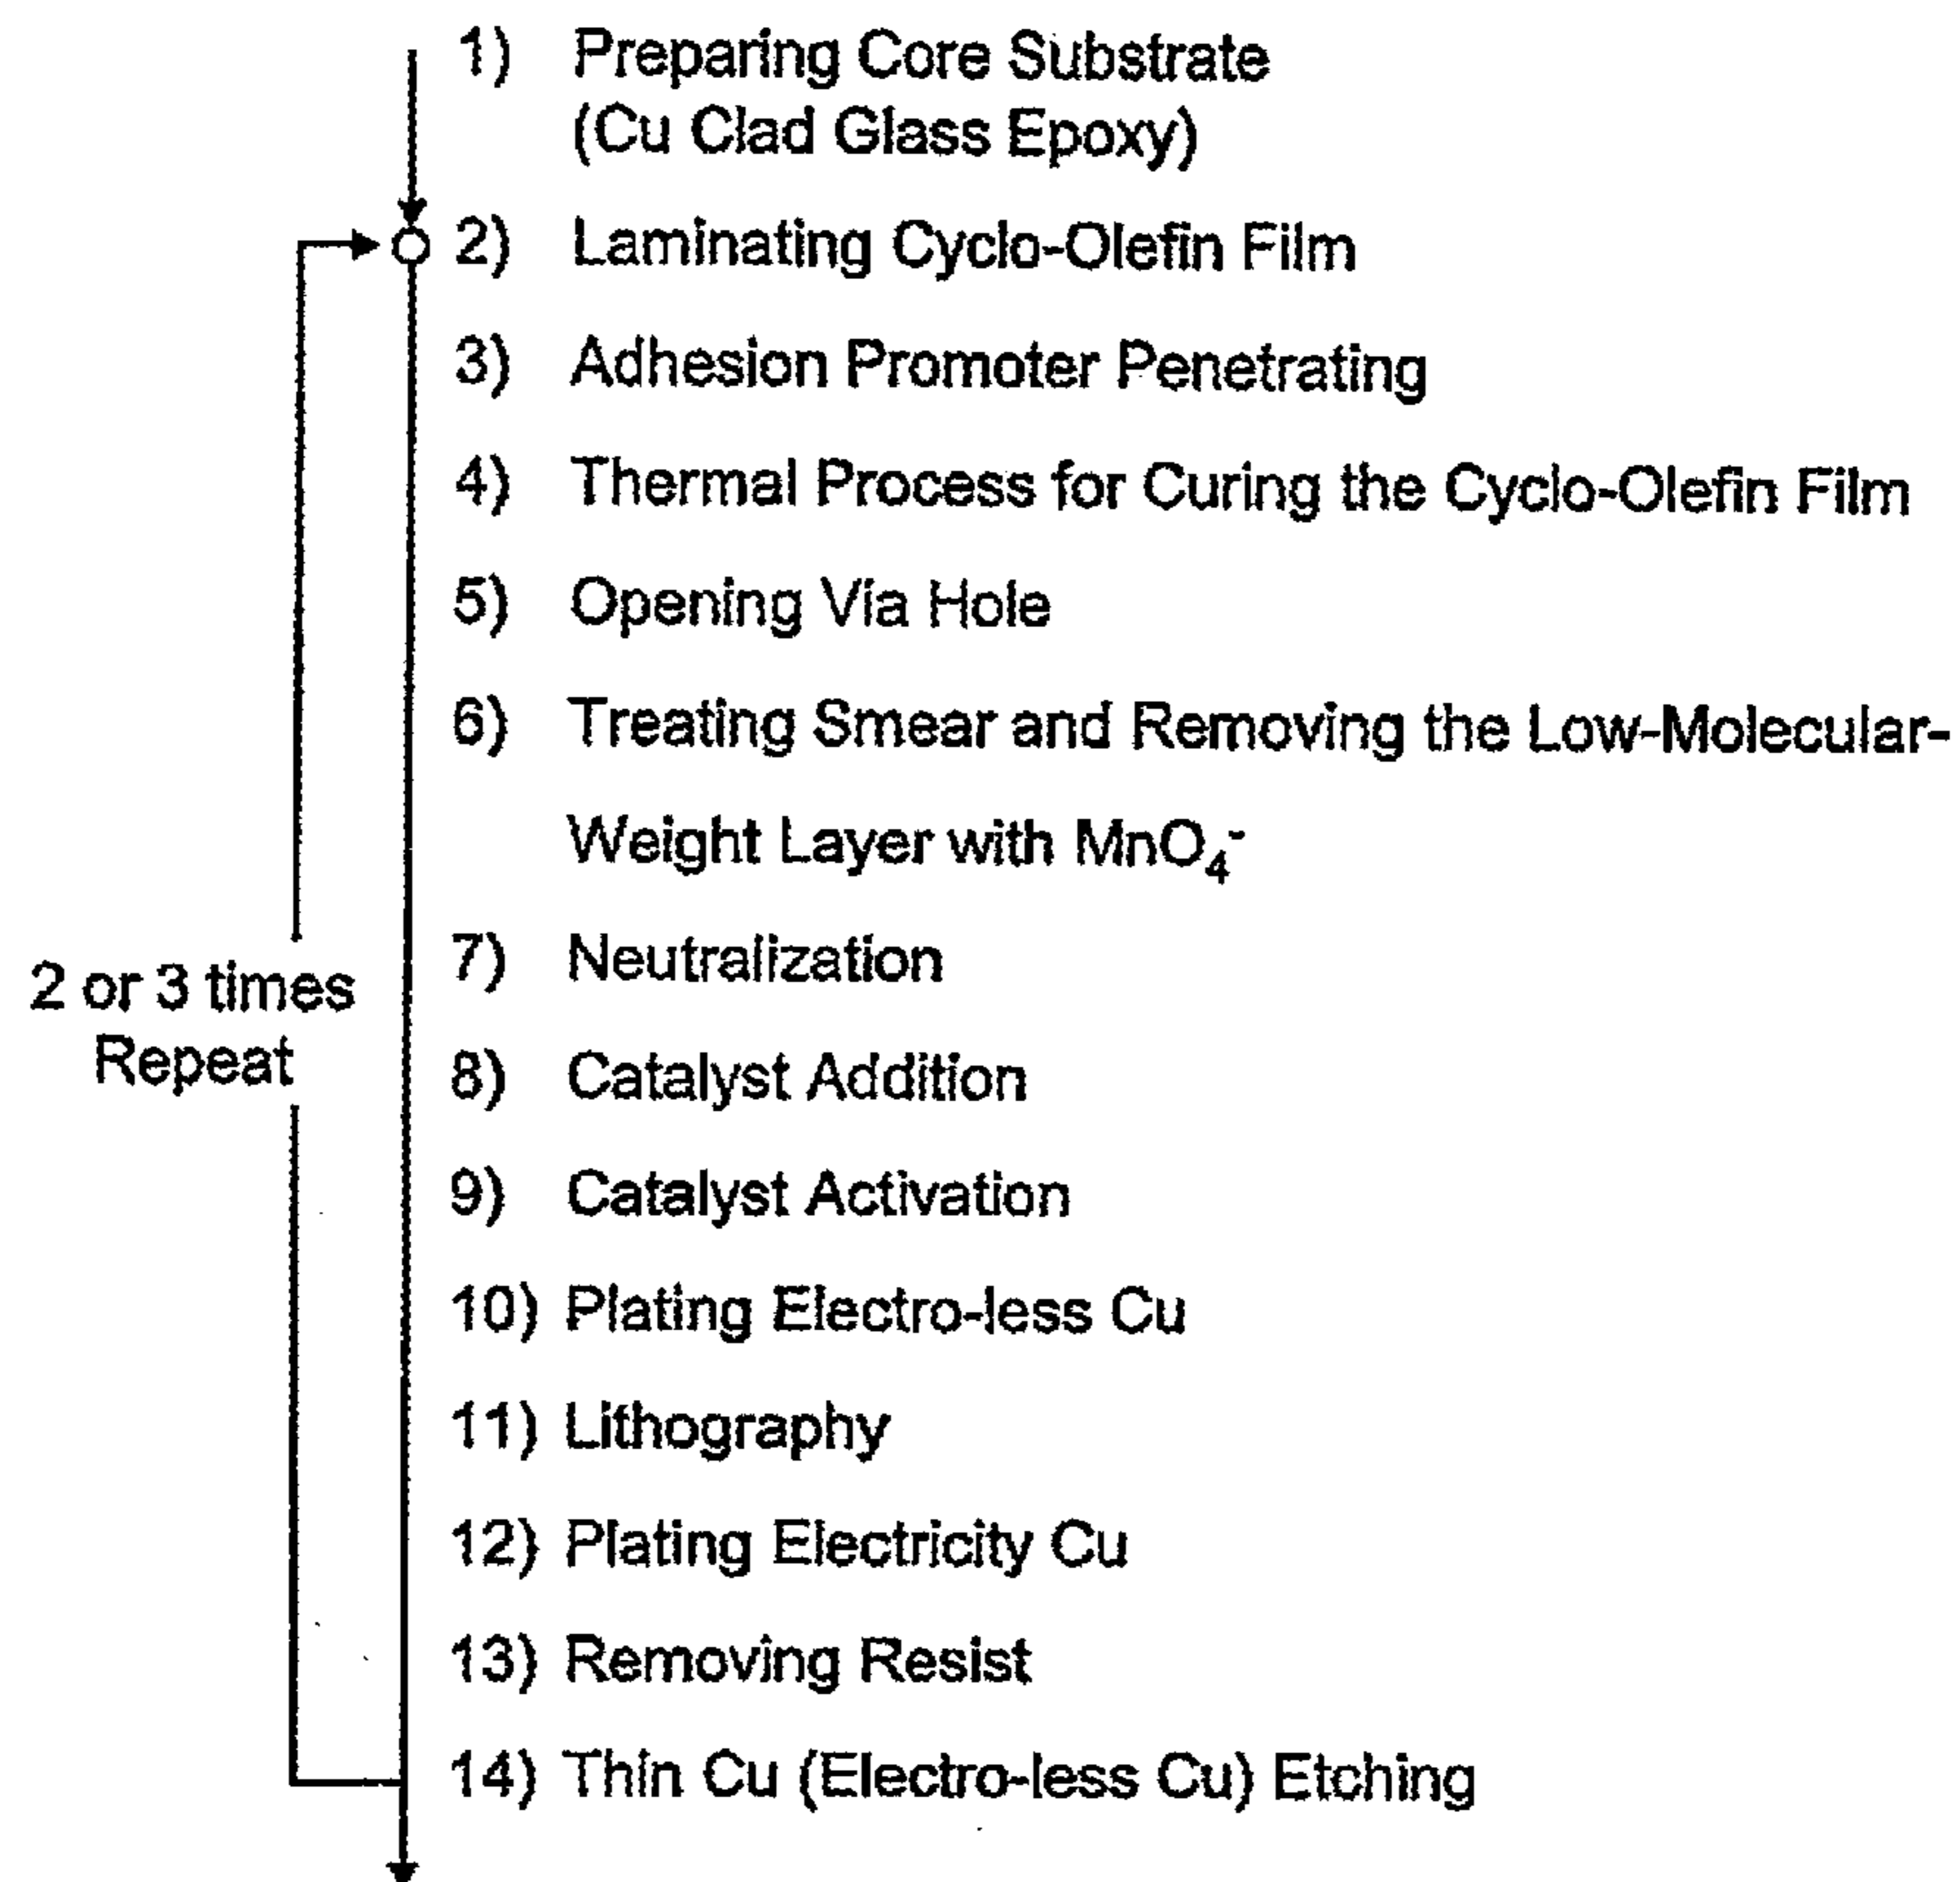 1) Preparing Core Substrate
(Cu Clad Glass Epoxy)
2) Laminating Cyclo-Olefin Film
3) Adhesion Promoter Penetrating
4) Thermal Process for Curing the Cyclo-Olefin Film
5) Opening Via Hole
6) Treating Smear and Removing the Low-Molecular-
Weight Layer with MnO₄⁻
7) Neutralization
2 or 3 times
Repeat
8) Catalyst Addition
9) Catalyst Activation
10) Plating Electro-less Cu
11) Lithography
12) Plating Electricity Cu
13) Removing Resist
14) Thin Cu (Electro-less Cu) Etching